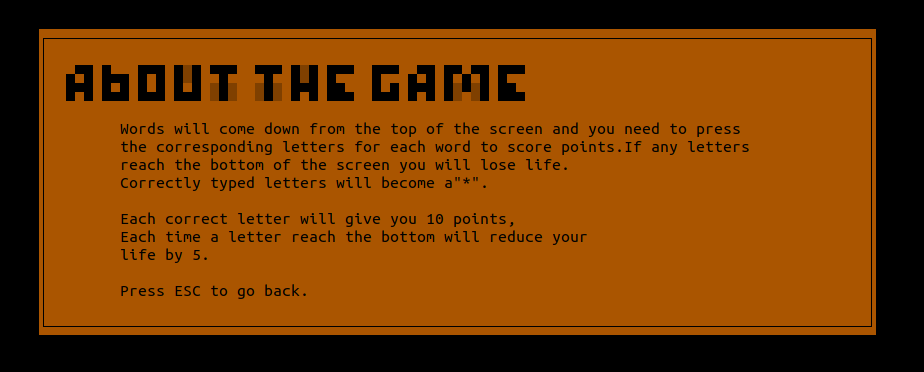 AbOUT THE GAME
Words will come down from the top of the screen and you need to press
the corresponding letters for each word to score points.If any letters
reach the bottom of the screen you will lose life.
Correctly typed letters will become a"*".
Each correct letter will give you 10 points,
Each time a letter reach the bottom will reduce your
life by 5.
Press ESC to go back.